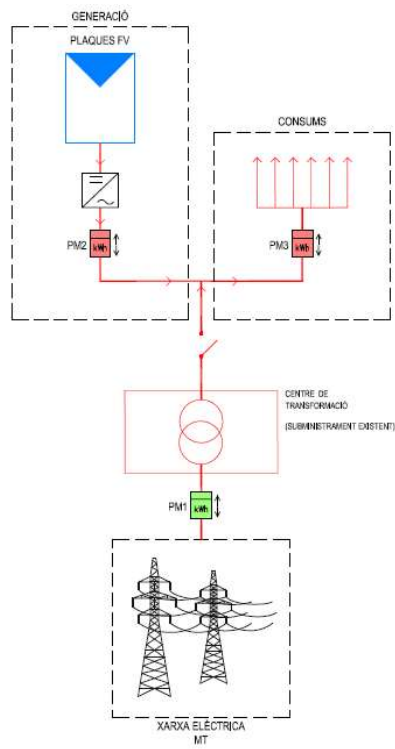 GENERACIÓ
PLAQUES FV
CONSUMS
PM2
kWh
PM3
kWh
CENTRE DE
TRANSFORMACIÓ
(SUBMINISTRAMENT EXISTENT)
PM1
kWh
XARXA ELÈCTRICA
MT